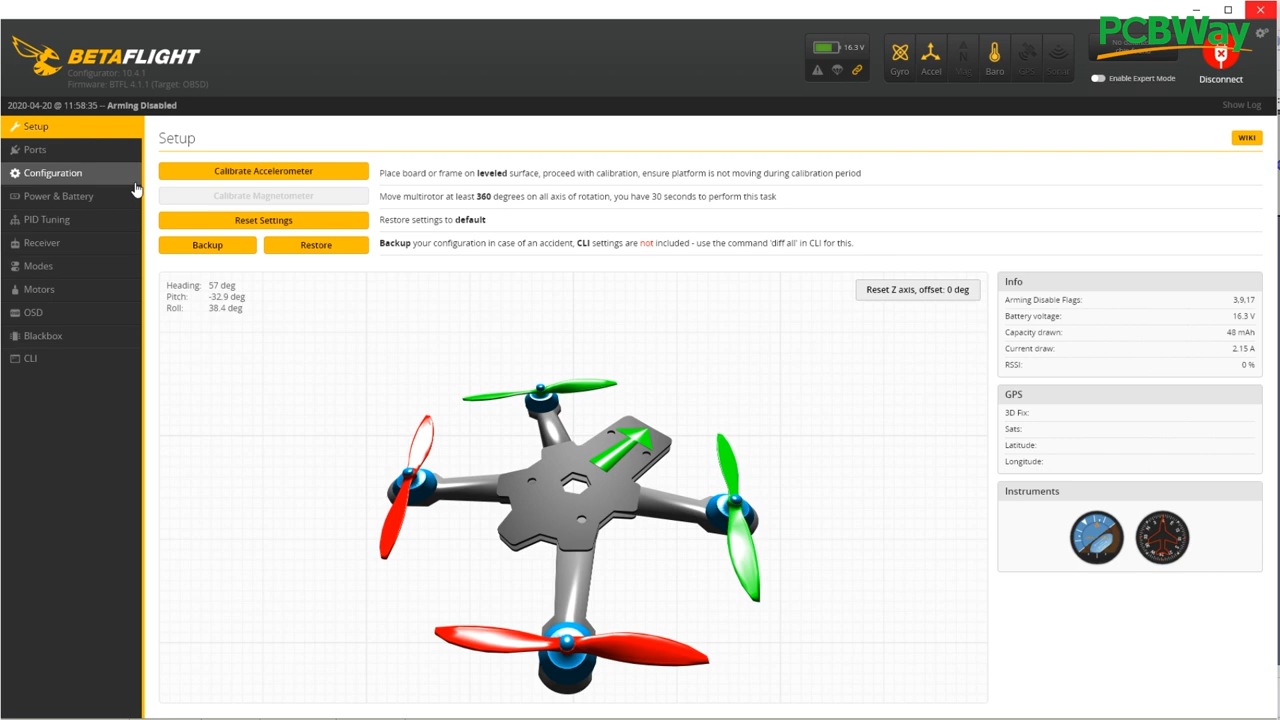 PCBWay
BETAFLIGHT
Configurator: 10.4.1
Firmware: BTFL 4.1.1 (Target: OBSD)
16.3 V
Gyro
Accel
Mag
Baro
GPS
Sonar
Enable Expert Mode
Disconnect
2020-04-20 @ 11:58:35 -- Arming Disabled
Show Log
Setup
Ports
Configuration
Power & Battery
PID Tuning
Receiver
Modes
Motors
OSD
Blackbox
CLI
Setup
WIKI
Calibrate Accelerometer
Place board or frame on leveled surface, proceed with calibration, ensure platform is not moving during calibration period
Calibrate Magnetometer
Move multirotor at least 360 degrees on all axis of rotation, you have 30 seconds to perform this task
Reset Settings
Restore settings to default
Backup
Restore
Backup your configuration in case of an accident, CLI settings are not included - use the command 'diff all' in CLI for this.
Heading: 57 deg
Pitch: -32.9 deg
Roll: 38.4 deg
Reset Z axis, offset: 0 deg
Info
Arming Disable Flags: 3,9,17
Battery voltage: 16.3 V
Capacity drawn: 48 mAh
Current draw: 2.15 A
RSSI: 0 %
GPS
3D Fix:
Sats:
Latitude:
Longitude:
Instruments